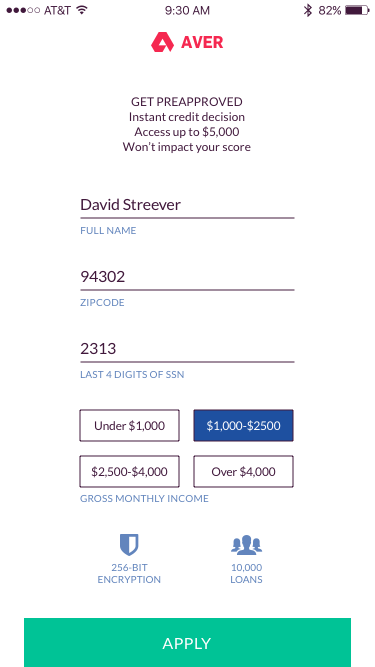 AT&T 9:30 AM 82%
AVER
GET PREAPPROVED
Instant credit decision
Access up to $5,000
Won't impact your score
David Streever
FULL NAME
94302
ZIPCODE
2313
LAST 4 DIGITS OF SSN
Under $1,000 $1,000-$2500
$2,500-$4,000 Over $4,000
GROSS MONTHLY INCOME
256-BIT
ENCRYPTION
10,000
LOANS
APPLY